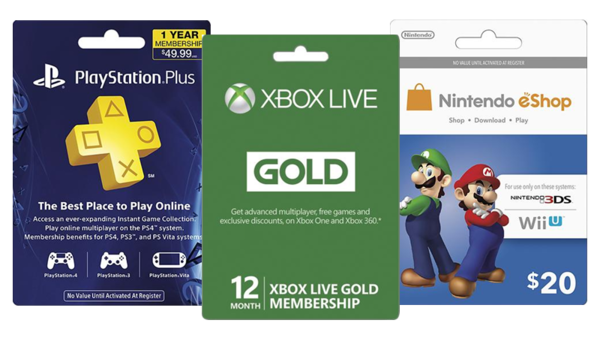 1 YEAR
MEMBERSHIP
$49.99
PlayStation Plus
SM
The Best Place to Play Online
Access an ever-expanding Instant Game Collection
Play online multiplayer on the PS4™ system.
Membership benefits for PS4, PS3™, and PS Vita systems
PlayStation.4
PlayStation.3
PlayStation.Vita
No Value Until Activated At Register
XBOX LIVE
GOLD
Get advanced multiplayer, free games and
exclusive discounts, on Xbox One and Xbox 360.*
12
MONTH
XBOX LIVE GOLD
MEMBERSHIP
Nintendo
NO VALUE UNTIL ACTIVATED AT REGISTER
Nintendo eShop
Shop • Download • Play
For use only on these systems:
NINTENDO 3DS
Wii U
$20